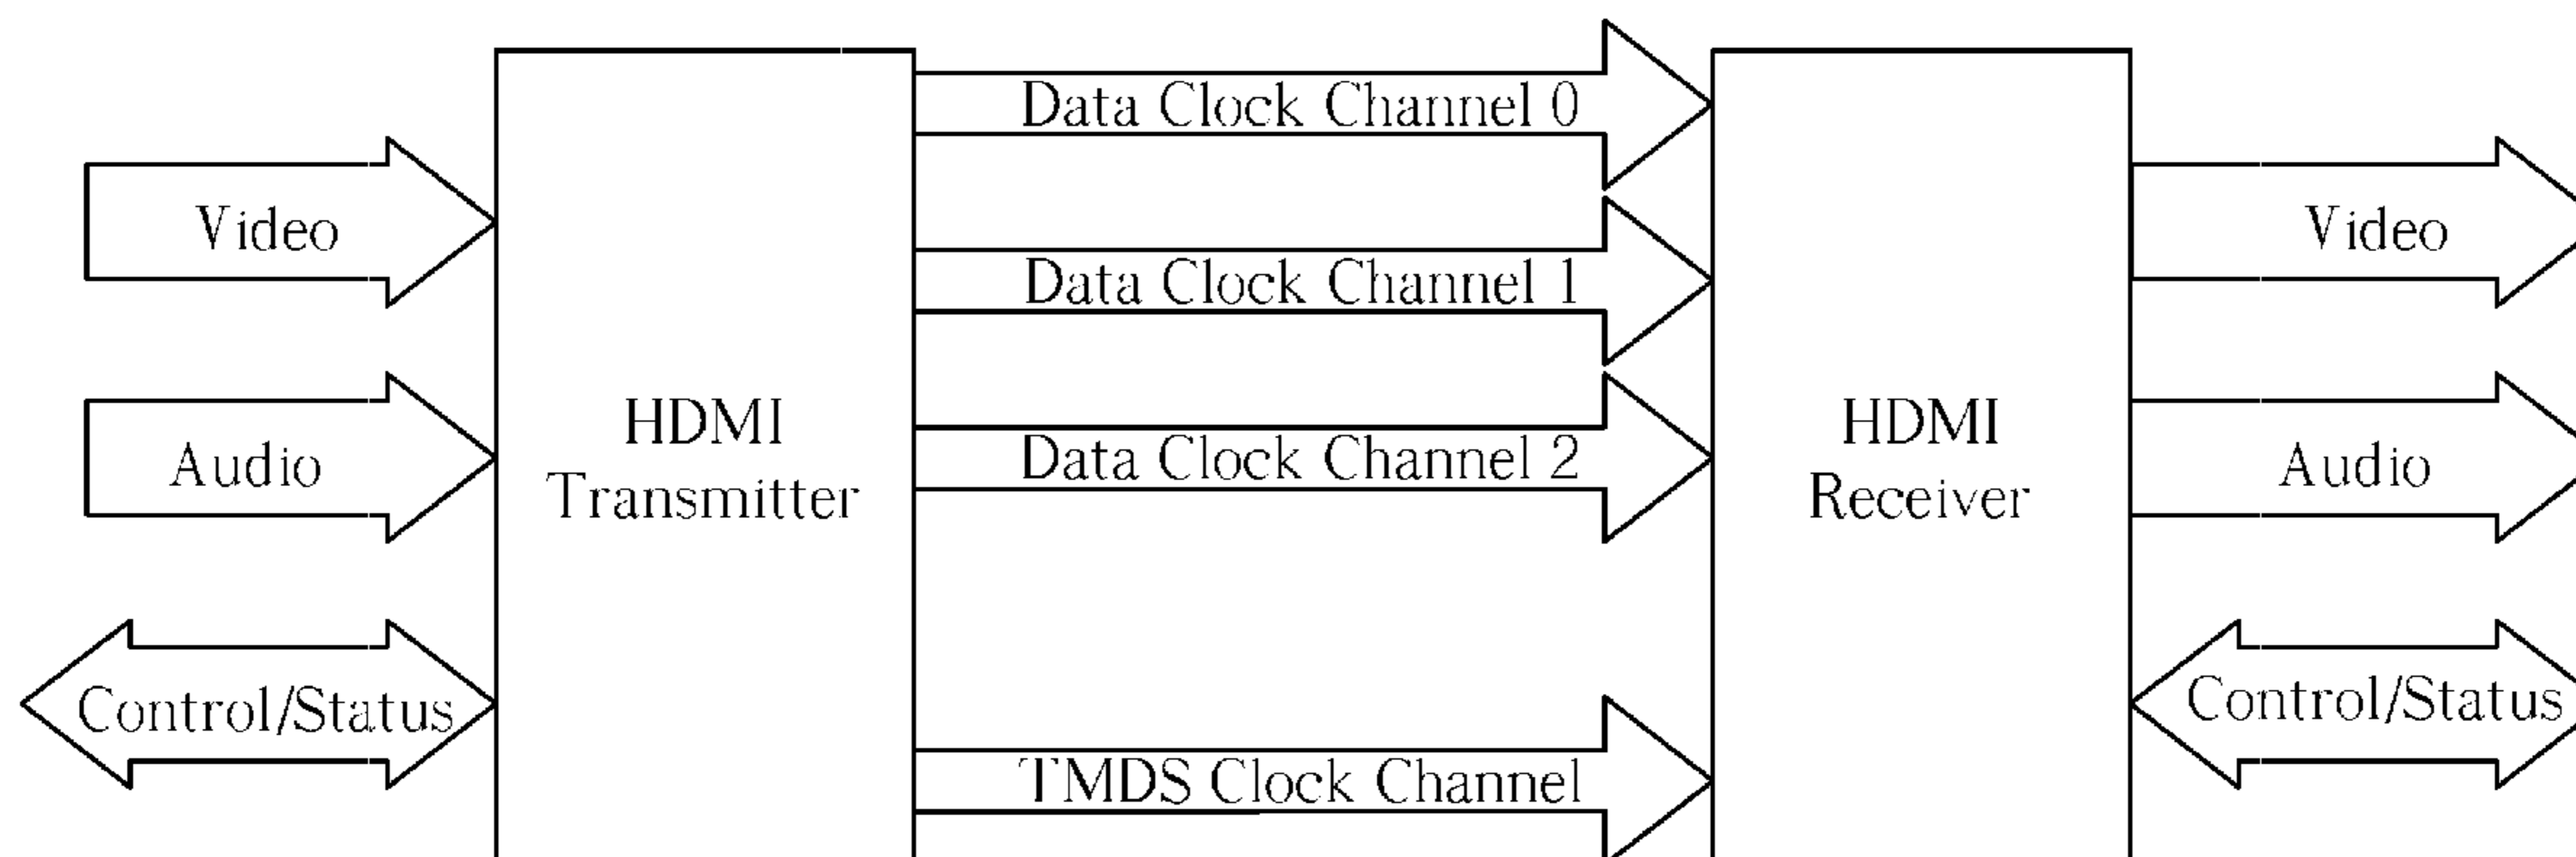 Data Clock Channel 0
Video
Video
Data Clock Channel 1
HDMI
Transmitter
HDMI
Receiver
Audio
Data Clock Channel 2
Audio
Control/Status
Control/Status
TMDS Clock Channel